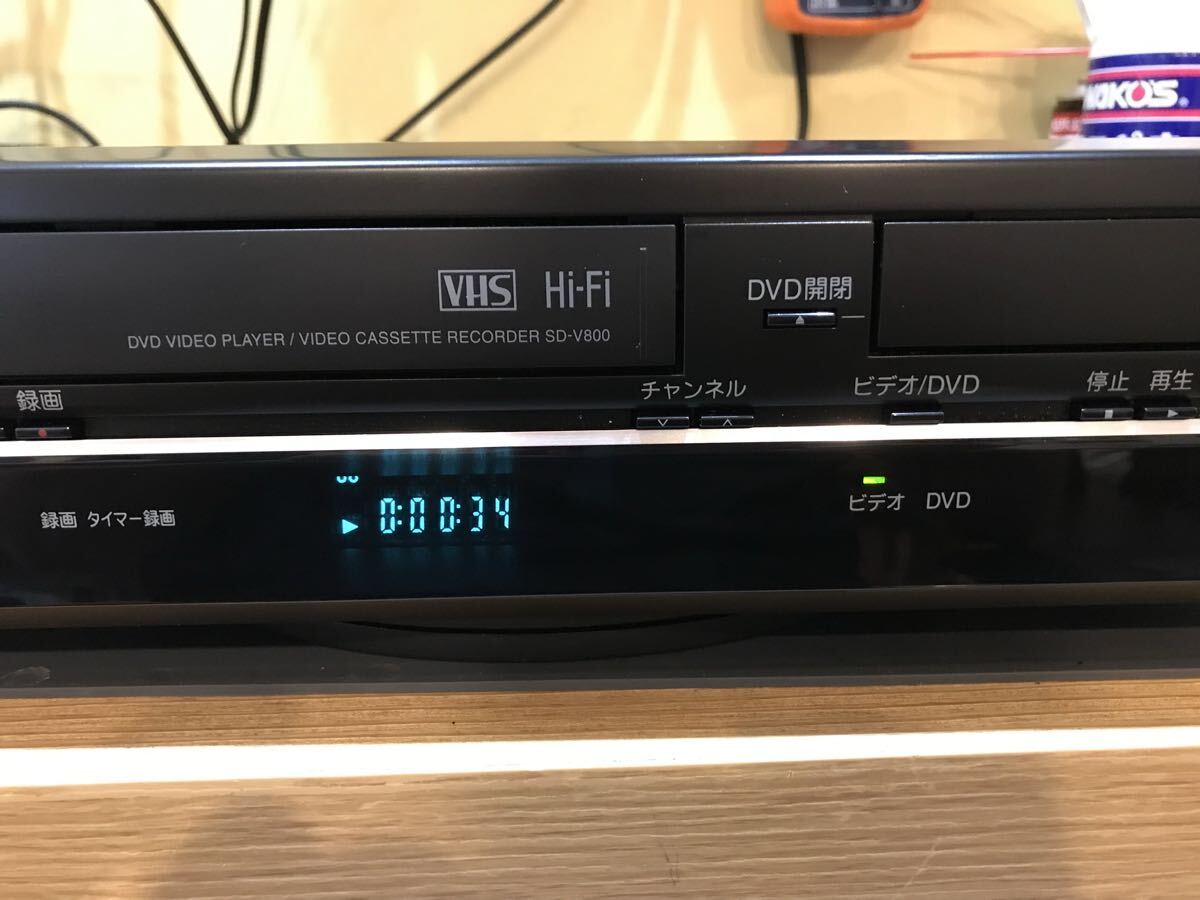 WAKO'S
VHS Hi-Fi
DVD VIDEO PLAYER / VIDEO CASSETTE RECORDER SD-V800
DVD開閉
録画
チャンネル
ビデオ/DVD
停止
再生
録画 タイマー録画
0:00:34
ビデオ DVD